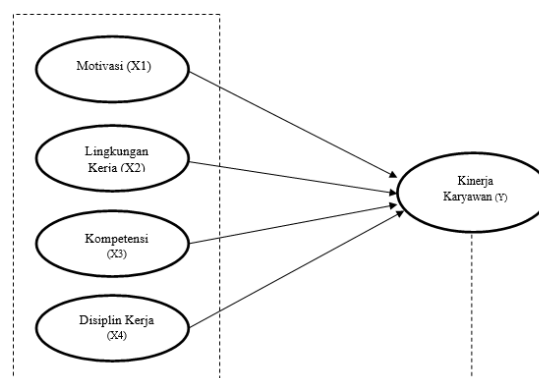 Motivasi (X1)
Lingkungan
Kerja (X2)
Kompetensi
(X3)
Disiplin Kerja
(X4)
Kinerja
Karyawan (Y)